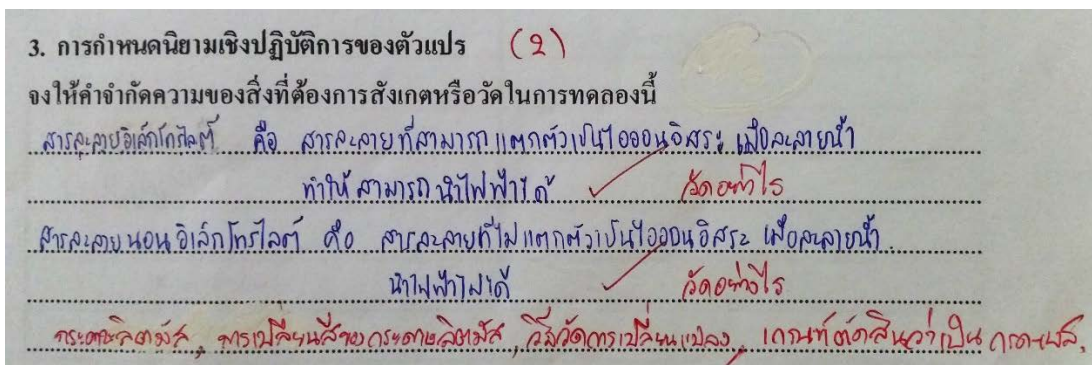 3. การกำหนดนิยามเชิงปฏิบัติการของตัวแปร (2)
จงให้คำจำกัดความของสิ่งที่ต้องการสังเกตหรือวัดในการทดลองนี้
สารละลายอิเล็กโทรไลต์ คือ สารละลายที่สามารถแตกตัวเป็นไอออนอิสระ เมื่อละลายน้ำ
ทำให้สามารถนำไฟฟ้าได้ วัดอย่างไร
สารละลายนอนอิเล็กโทรไลต์ คือ สารละลายที่ไม่แตกตัวเป็นไอออนอิสระ เมื่อละลายน้ำ
นำไฟฟ้าไม่ได้ วัดอย่างไร
กระดาษลิตมัส, การเปลี่ยนสีของกระดาษลิตมัส, วิธีวัดการเปลี่ยนแปลง, เกณฑ์ตัดสินว่าเป็น กรด-เบส,